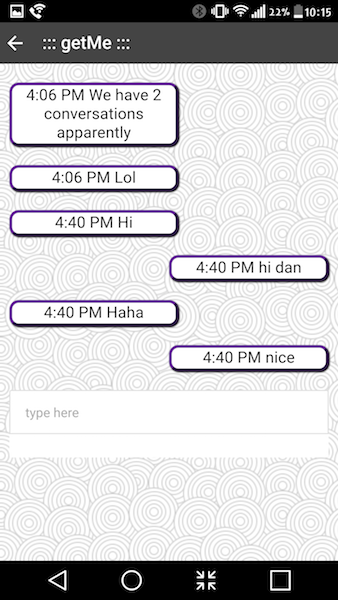 22% 10:15
::: getMe :::
4:06 PM We have 2
conversations
apparently
4:06 PM Lol
4:40 PM Hi
4:40 PM hi dan
4:40 PM Haha
4:40 PM nice
type here